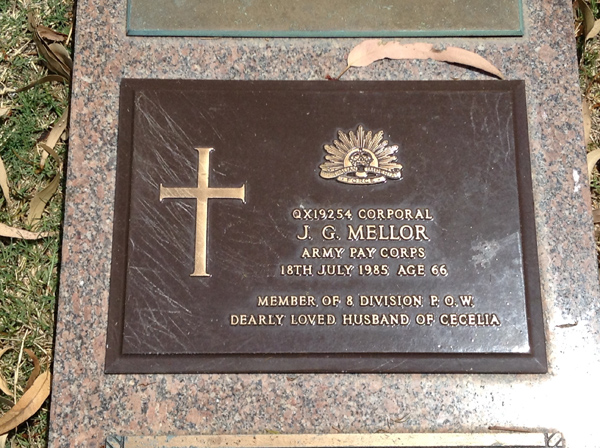 QX19254 CORPORAL
J. G. MELLOR
ARMY PAY CORPS
18TH JULY 1985 AGE 66
MEMBER OF 8 DIVISION P. O. W.
DEARLY LOVED HUSBAND OF CECELIA